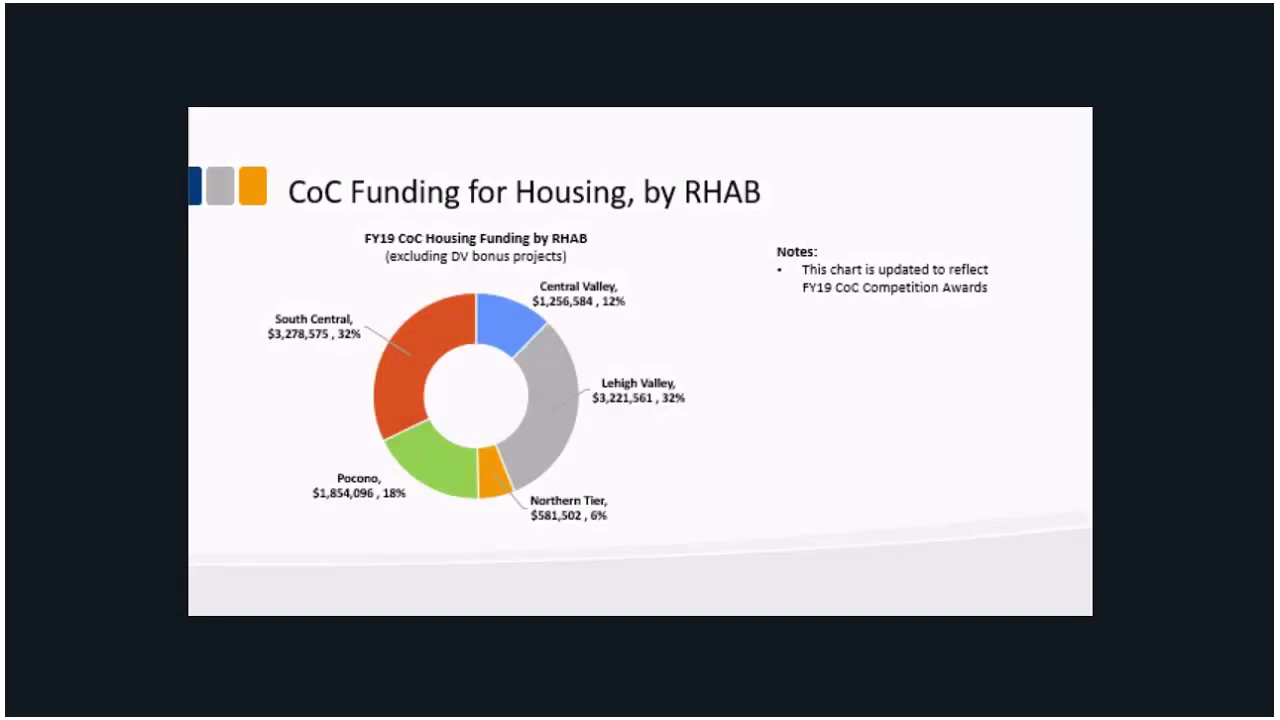 CoC Funding for Housing, by RHAB
FY19 CoC Housing Funding by RHAB
(excluding DV bonus projects)
Central Valley,
$1,256,584 , 12%
South Central,
$3,278,575 , 32%
Lehigh Valley,
$3,221,561 , 32%
Pocono,
$1,854,096 , 18%
Northern Tier,
$581,502 , 6%
Notes:
• This chart is updated to reflect
FY19 CoC Competition Awards